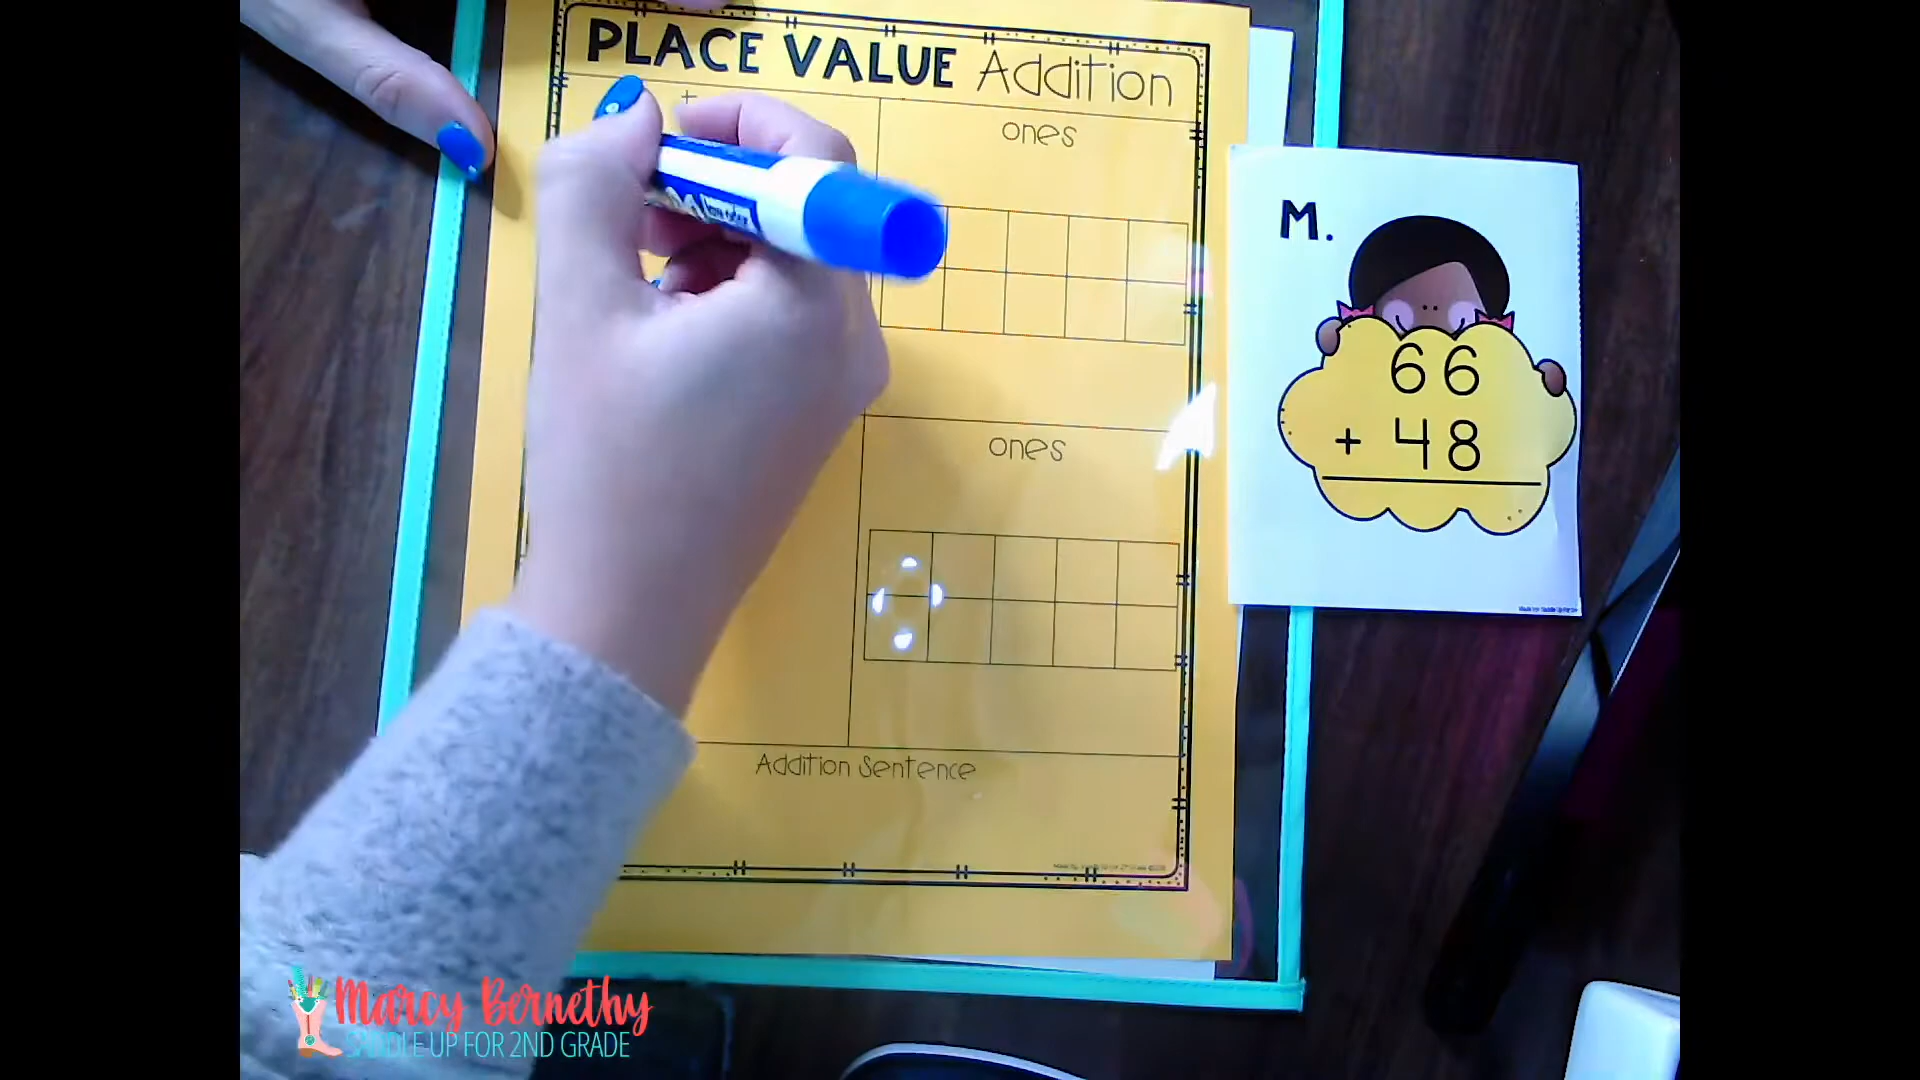 PLACE VALUE Addition
+
ones
ones
Addition Sentence
M.
66
+ 48
Marcy Bernethy
SADDLE UP FOR 2ND GRADE